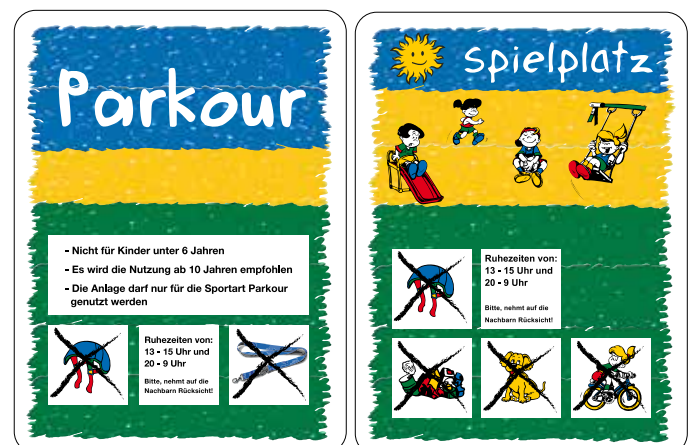 Parkour
- Nicht für Kinder unter 6 Jahren
- Es wird die Nutzung ab 10 Jahren empfohlen
- Die Anlage darf nur für die Sportart Parkour
genutzt werden
Ruhezeiten von:
13 - 15 Uhr und
20 - 9 Uhr
Bitte, nehmt auf die
Nachbarn Rücksicht!
Spielplatz
Ruhezeiten von:
13 - 15 Uhr und
20 - 9 Uhr
Bitte, nehmt auf die
Nachbarn Rücksicht!